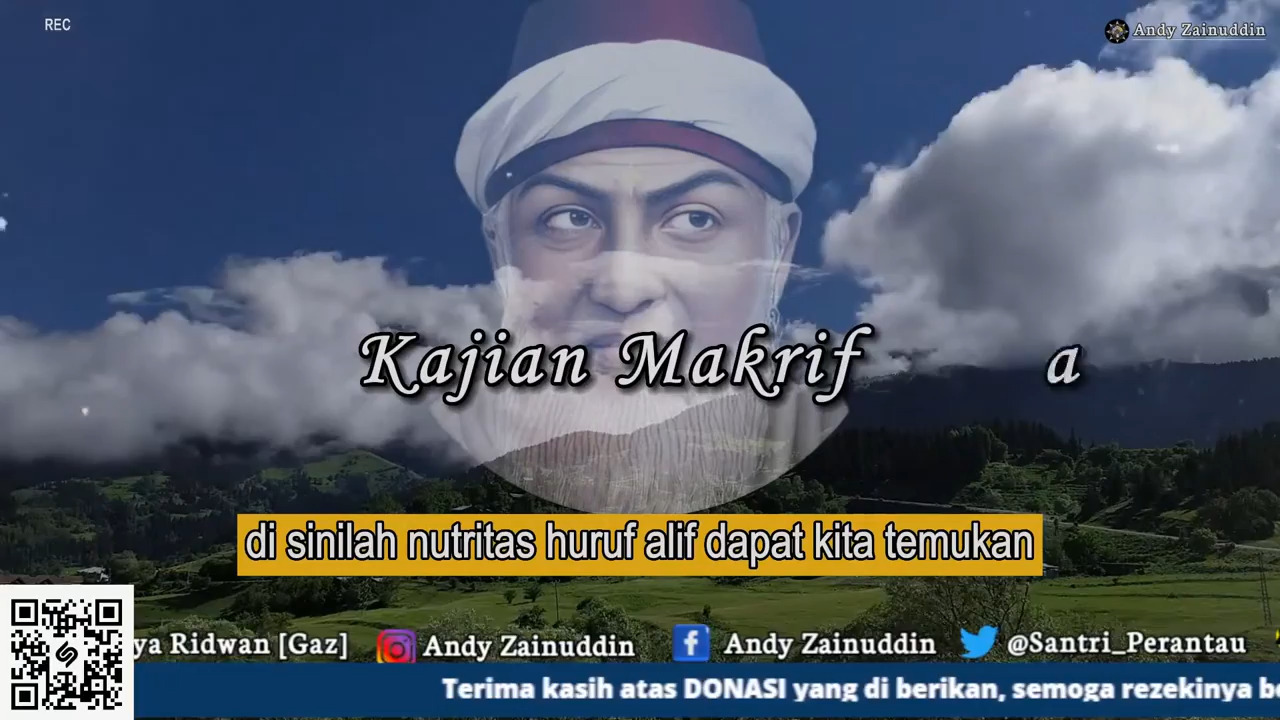 REC
Andy Zainuddin
Kajian Makrif a
di sinilah nutritas huruf alif dapat kita temukan
ya Ridwan [Gaz] Andy Zainuddin Andy Zainuddin @Santri_Perantau
Terima kasih atas DONASI yang di berikan, semoga rezekinya be